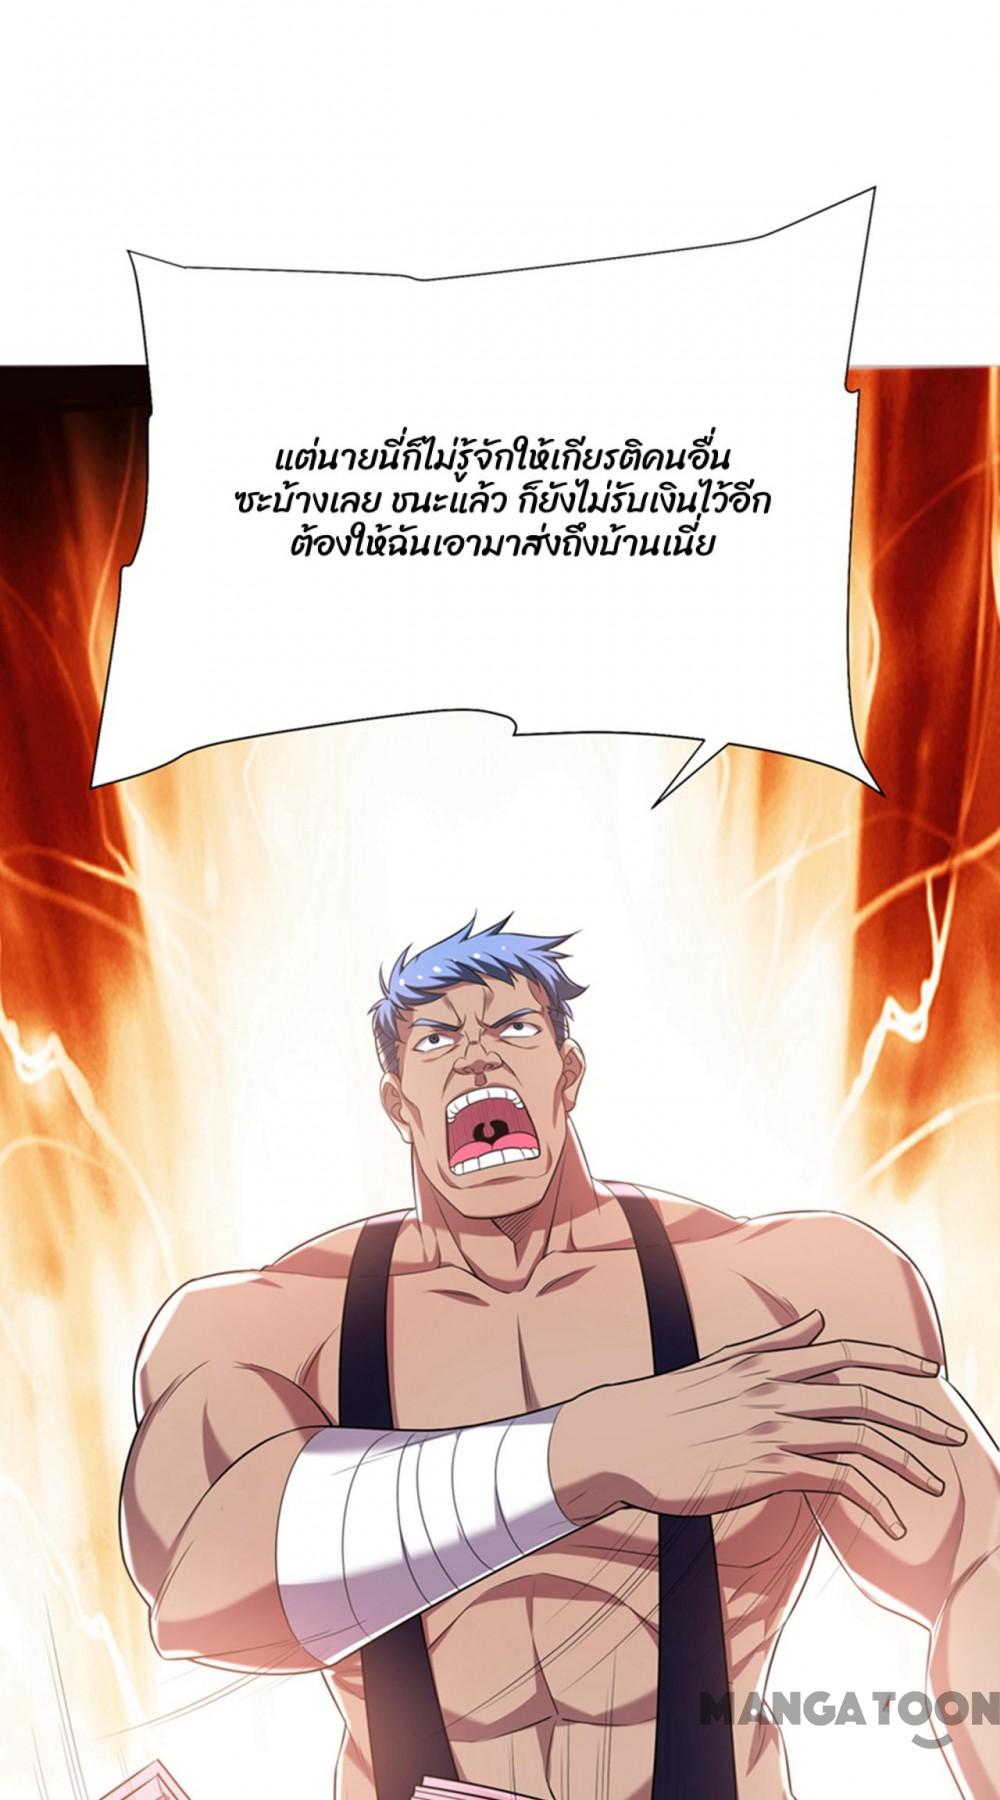 แต่นายนี่ก็ไม่รู้จักให้เกียรติคนอื่น
ซะบ้างเลย ชนะแล้ว ก็ยังไม่รับเงินไว้อีก
ต้องให้ฉันเอามาส่งถึงบ้านเนี่ย
MANGA TOON